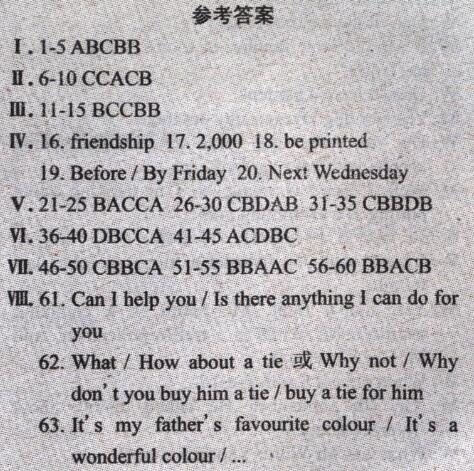 参考答案
Ⅰ. 1-5 ABCBB
Ⅱ. 6-10 CCACB
Ⅲ. 11-15 BCCBB
Ⅳ. 16. friendship 17. 2,000 18. be printed
19. Before / By Friday 20. Next Wednesday
Ⅴ. 21-25 BACCA 26-30 CBDAB 31-35 CBBDB
Ⅵ. 36-40 DBCCA 41-45 ACDBC
Ⅶ. 46-50 CBBCA 51-55 BBAAC 56-60 BBACB
Ⅷ. 61. Can I help you / Is there anything I can do for
you
62. What / How about a tie 或 Why not / Why
don't you buy him a tie / buy a tie for him
63. It's my father's favourite colour / It's a
wonderful colour / ...